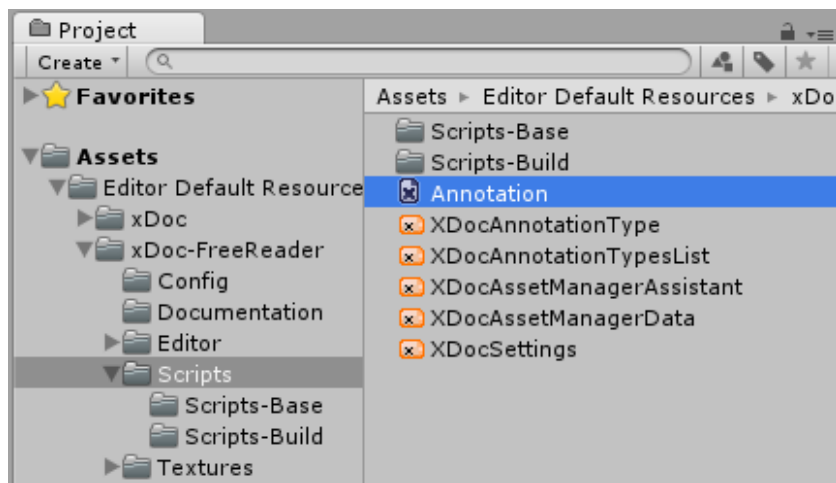 Project
Create
Favorites
Assets
Editor Default Resource
xDoc
xDoc-FreeReader
Config
Documentation
Editor
Scripts
Scripts-Base
Scripts-Build
Textures
Assets ▸ Editor Default Resources ▸ xDo
Scripts-Base
Scripts-Build
Annotation
XDocAnnotationType
XDocAnnotationTypesList
XDocAssetManagerAssistant
XDocAssetManagerData
XDocSettings